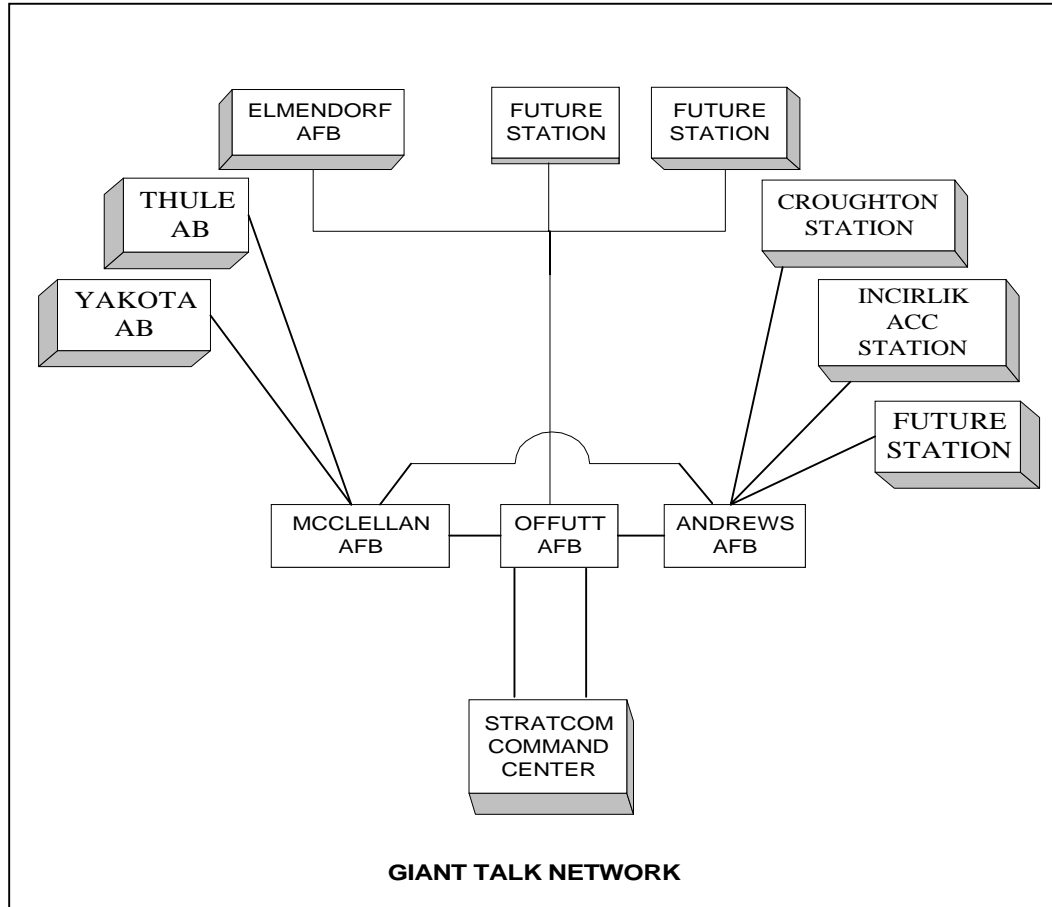 ELMENDORF
AFB
FUTURE
STATION
FUTURE
STATION
THULE
AB
CROUGHTON
STATION
YAKOTA
AB
INCIRLIK
ACC
STATION
FUTURE
STATION
MCCLELLAN
AFB
OFFUTT
AFB
ANDREWS
AFB
STRATCOM
COMMAND
CENTER
GIANT TALK NETWORK